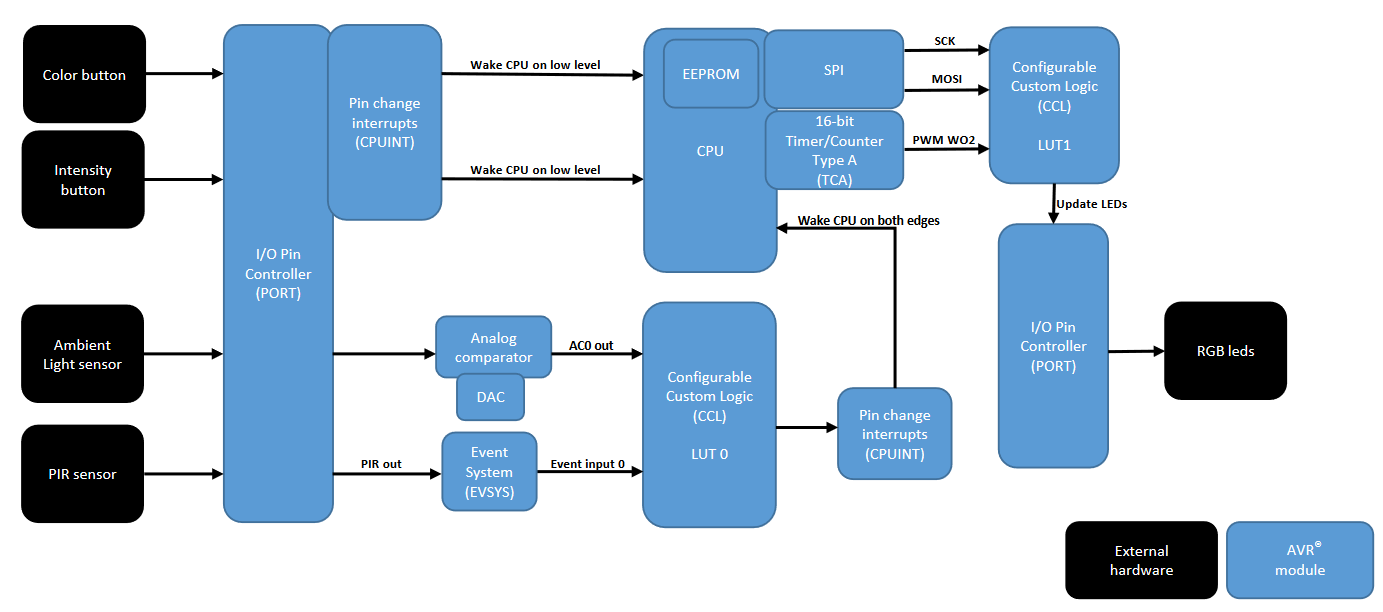 Color button
Intensity
button
Ambient
Light sensor
PIR sensor
I/O Pin
Controller
(PORT)
Pin change
interrupts
(CPUINT)
Wake CPU on low level
Wake CPU on low level
PIR out
Analog
comparator
DAC
Event
System
(EVSYS)
AC0 out
Event input 0
EEPROM
CPU
SPI
16-bit
Timer/Counter
Type A
(TCA)
SCK
MOSI
PWM WO2
Configurable
Custom Logic
(CCL)
LUT1
Update LEDs
Wake CPU on both edges
Configurable
Custom Logic
(CCL)
LUT 0
Pin change
interrupts
(CPUINT)
I/O Pin
Controller
(PORT)
RGB leds
External
hardware
AVR®
module